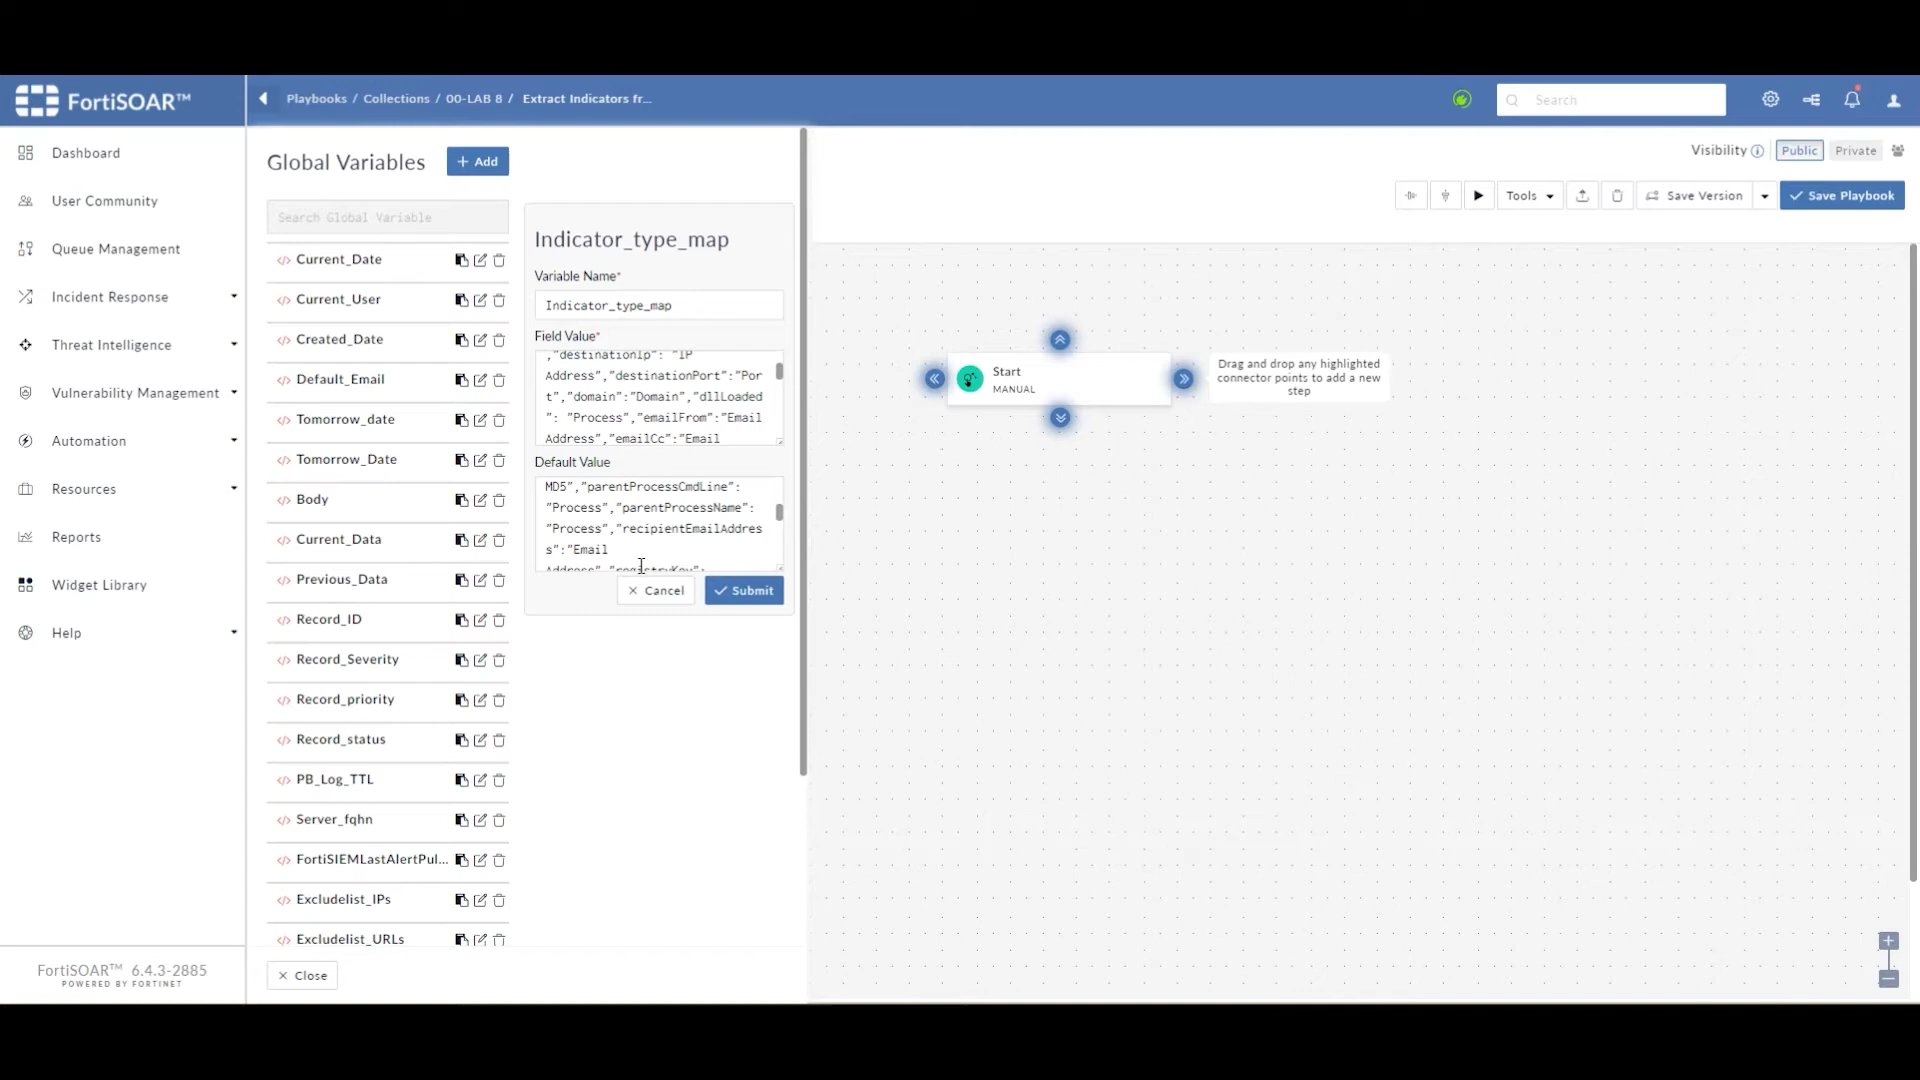 FortiSOAR™
Playbooks / Collections / 00-LAB 8 / Extract Indicators fr...
Search
Dashboard
User Community
Queue Management
Incident Response
Threat Intelligence
Vulnerability Management
Automation
Resources
Reports
Widget Library
Help
FortiSOAR™ 6.4.3-2885
POWERED BY FORTINET
Global Variables
+ Add
Search Global Variable
Current_Date
Current_User
Created_Date
Default_Email
Tomorrow_date
Tomorrow_Date
Body
Current_Data
Previous_Data
Record_ID
Record_Severity
Record_priority
Record_status
PB_Log_TTL
Server_fqhn
FortiSIEMLastAlertPul...
Excludelist_IPs
Excludelist_URLs
Close
Indicator_type_map
Variable Name*
Indicator_type_map
Field Value*
,"destinationIp": "IP
Address","destinationPort":"Por
t","domain":"Domain","dllLoaded
": "Process","emailFrom":"Email
Address","emailCc":"Email
Default Value
MD5","parentProcessCmdLine":
"Process","parentProcessName":
"Process","recipientEmailAddres
s":"Email
Address","registryKey":
Cancel
Submit
Visibility
Public
Private
Tools
Save Version
Save Playbook
Start
MANUAL
Drag and drop any highlighted
connector points to add a new
step